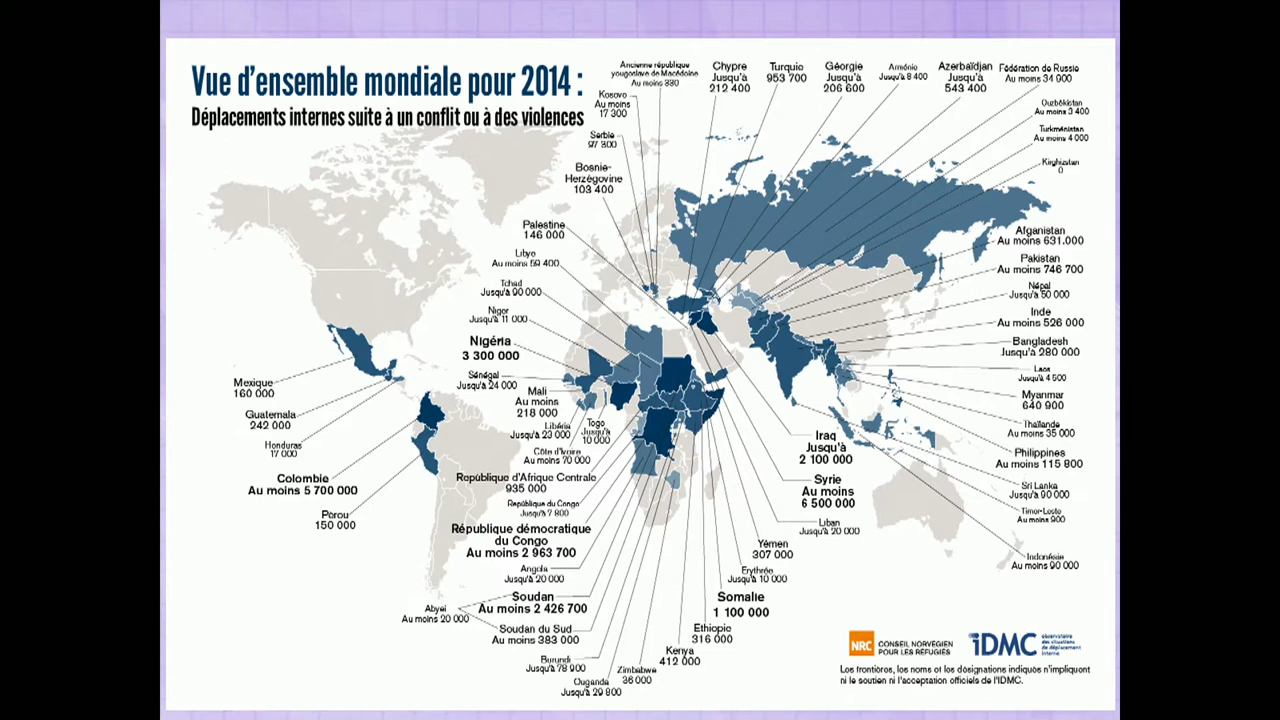 Vue d'ensemble mondiale pour 2014 :
Déplacements internes suite à un conflit ou à des violences
Ancienne république
yougoslave de Macédoine
Au moins 330
Kosovo
Au moins
17 300
Serbie
97 300
Bosnie-
Herzégovine
103 400
Chypre
Jusqu'à
212 400
Turquie
953 700
Géorgie
Jusqu'à
206 600
Arménie
Jusqu'à 8 400
Azerbaïdjan
Jusqu'à
543 400
Fédération de Russie
Au moins 34 900
Ouzbékistan
Au moins 3 400
Turkménistan
Au moins 4 000
Kirghizstan
0
Afganistan
Au moins 631.000
Pakistan
Au moins 746 700
Népal
Jusqu'à 50 000
Inde
Au moins 526 000
Bangladesh
Jusqu'à 280 000
Laos
Jusqu'à 4 500
Myanmar
640 900
Thaïlande
Au moins 35 000
Philippines
Au moins 115 800
Sri Lanka
Jusqu'à 90 000
Timor-Leste
Au moins 900
Indonésie
Au moins 90 000
Palestine
146 000
Libye
Au moins 59 400
Tchad
Jusqu'à 90 000
Niger
Jusqu'à 11 000
Nigéria
3 300 000
Sénégal
Jusqu'à 24 000
Mali
Au moins
218 000
Libéria
Jusqu'à 23 000
Togo
Jusqu'à
10 000
Côte d'Ivoire
Au moins 70 000
République d'Afrique Centrale
935 000
République du Congo
Jusqu'à 7 800
République démocratique
du Congo
Au moins 2 963 700
Angola
Jusqu'à 20 000
Soudan
Au moins 2 426 700
Abyei
Au moins 20 000
Soudan du Sud
Au moins 383 000
Burundi
Jusqu'à 78 900
Ouganda
Jusqu'à 29 800
Zimbabwe
36 000
Kenya
412 000
Ethiopie
316 000
Somalie
1 100 000
Erythrée
Jusqu'à 10 000
Yémen
307 000
Liban
Jusqu'à 20 000
Syrie
Au moins
6 500 000
Iraq
Jusqu'à
2 100 000
Mexique
160 000
Guatemala
242 000
Honduras
17 000
Colombie
Au moins 5 700 000
Pérou
150 000
NRC CONSEIL NORVÉGIEN
POUR LES RÉFUGIÉS
iDMC
observatoire
des situations
de déplacement
interne
Les frontières, les noms et les désignations indiqués n'impliquent
ni le soutien ni l'acceptation officiels de l'IDMC.